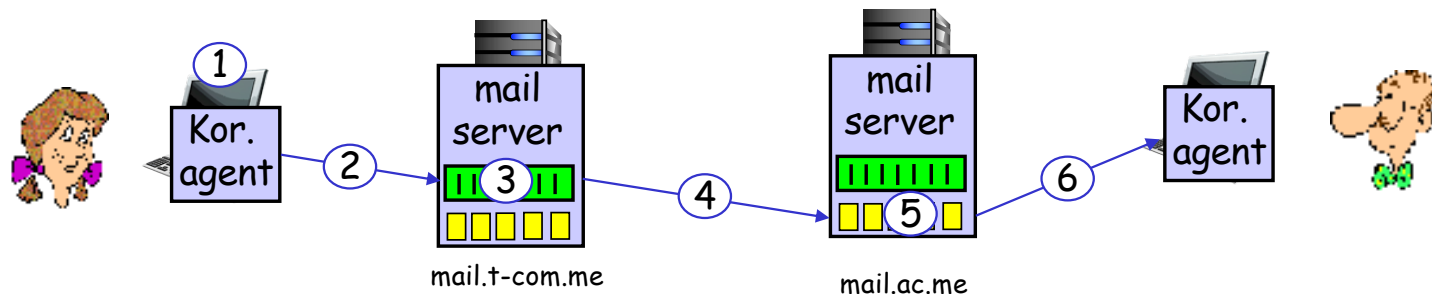 1
Kor.
agent
2
mail
server
3
mail.t-com.me
4
mail
server
5
mail.ac.me
6
Kor.
agent